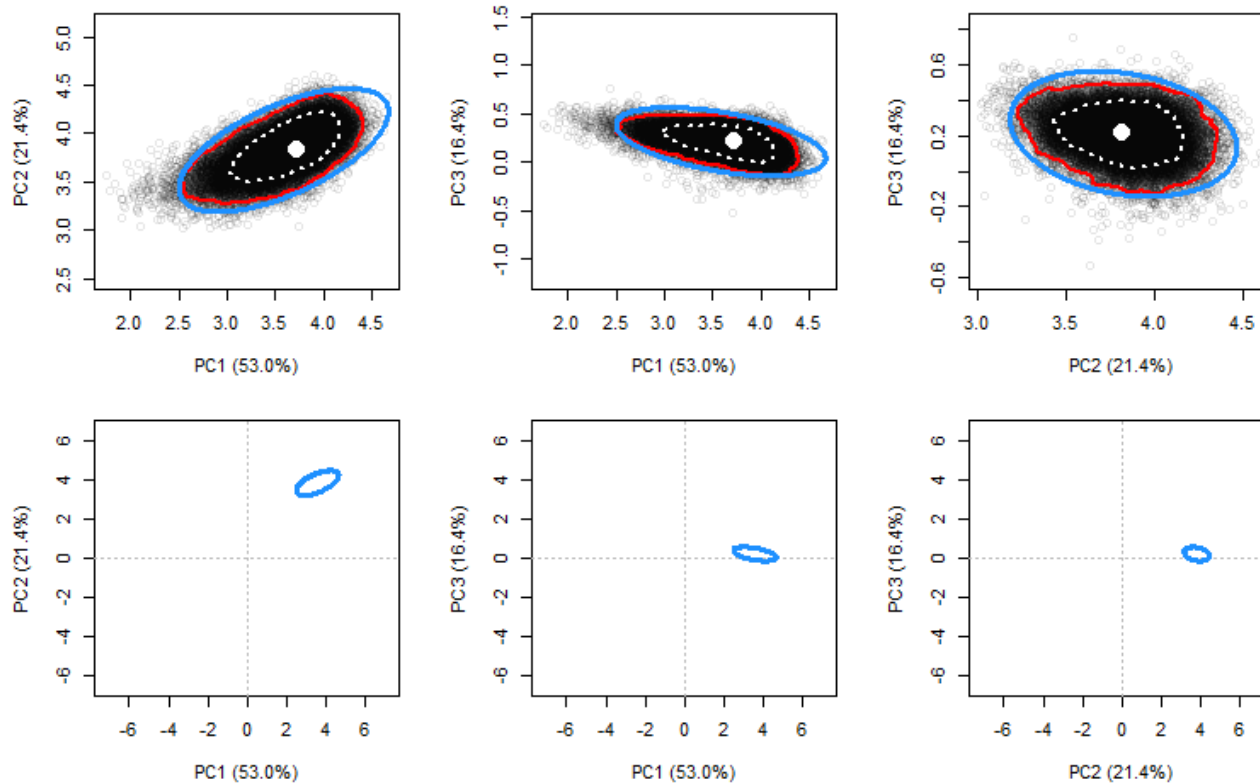 PC2 (21.4%)
5.0
4.5
4.0
3.5
3.0
2.5
2.0 2.5 3.0 3.5 4.0 4.5
PC1 (53.0%)
PC3 (16.4%)
1.5
1.0
0.5
0.0
-0.5
-1.0
2.0 2.5 3.0 3.5 4.0 4.5
PC1 (53.0%)
PC3 (16.4%)
0.6
0.2
-0.2
-0.6
3.0 3.5 4.0 4.5
PC2 (21.4%)
PC2 (21.4%)
6
4
2
0
-2
-4
-6
-6 -4 -2 0 2 4 6
PC1 (53.0%)
PC3 (16.4%)
6
4
2
0
-2
-4
-6
-6 -4 -2 0 2 4 6
PC1 (53.0%)
PC3 (16.4%)
6
4
2
0
-2
-4
-6
-6 -4 -2 0 2 4 6
PC2 (21.4%)